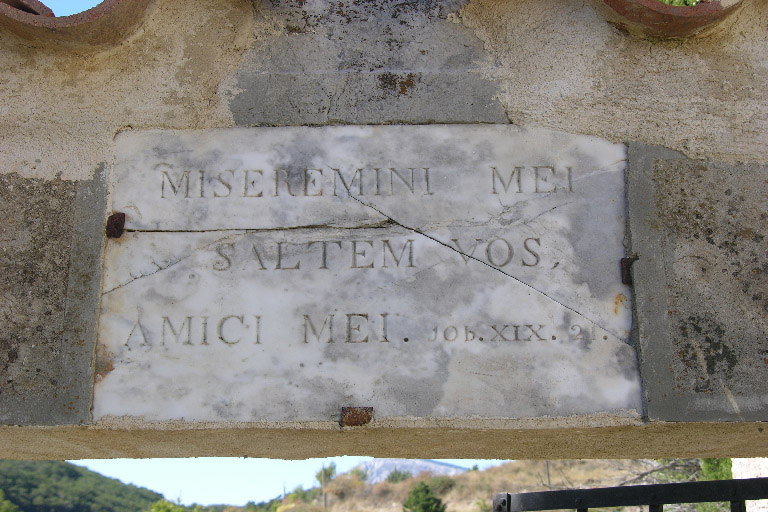 MISEREMINI MEI
SALTEM VOS,
AMICI MEI. JOB. XIX. 21.